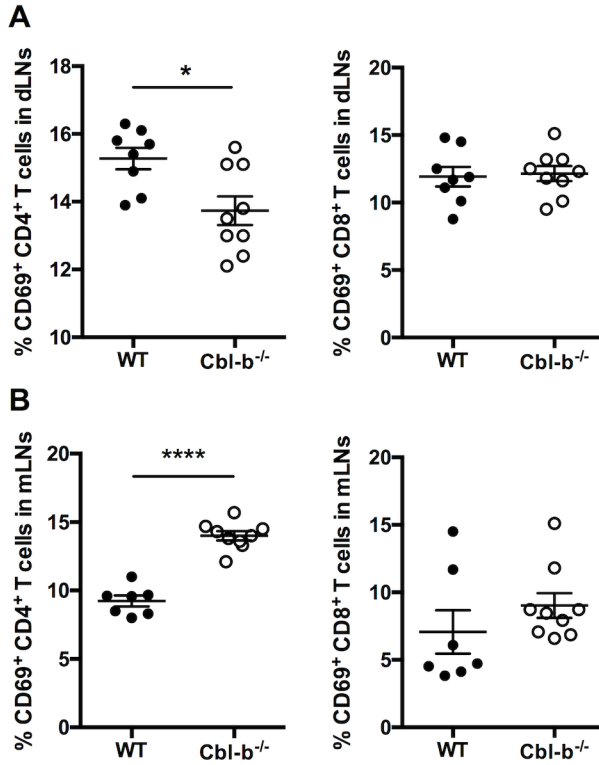 A
% CD69⁺ CD4⁺ T cells in dLNs
18
16
14
12
10
*
WT
Cbl-b⁻/⁻
% CD69⁺ CD8⁺ T cells in dLNs
20
15
10
5
0
WT
Cbl-b⁻/⁻
B
% CD69⁺ CD4⁺ T cells in mLNs
20
15
10
5
0
****
WT
Cbl-b⁻/⁻
% CD69⁺ CD8⁺ T cells in mLNs
20
15
10
5
0
WT
Cbl-b⁻/⁻